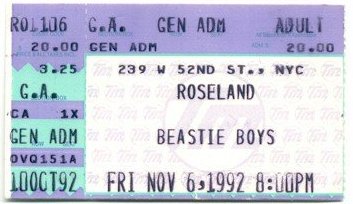 RO1106 G.A. GEN ADM ADULT
20.00 GEN ADM 20.00
3.25 239 W 52ND ST., NYC
G.A. ROSELAND
CA 1X
GEN ADM BEASTIE BOYS
OVQ151A
10OCT92 FRI NOV 6,1992 8:00PM